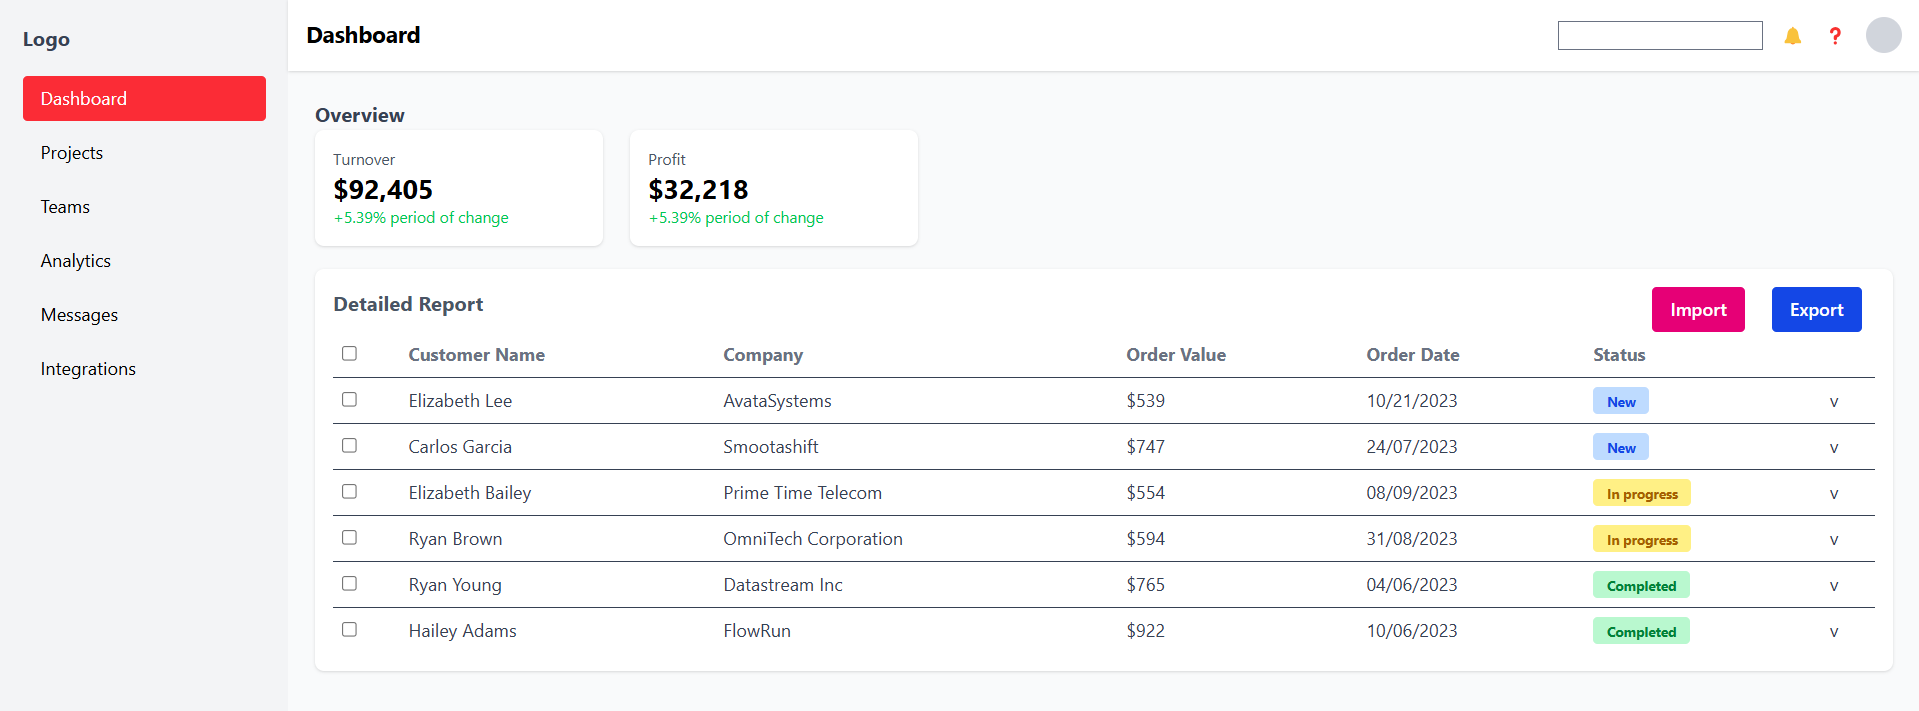 Logo
Dashboard
Projects
Teams
Analytics
Messages
Integrations
Dashboard
?
Overview
Turnover
$92,405
+5.39% period of change
Profit
$32,218
+5.39% period of change
Detailed Report
Import
Export
Customer Name Company Order Value Order Date Status
Elizabeth Lee AvataSystems $539 10/21/2023 New v
Carlos Garcia Smootashift $747 24/07/2023 New v
Elizabeth Bailey Prime Time Telecom $554 08/09/2023 In progress v
Ryan Brown OmniTech Corporation $594 31/08/2023 In progress v
Ryan Young Datastream Inc $765 04/06/2023 Completed v
Hailey Adams FlowRun $922 10/06/2023 Completed v